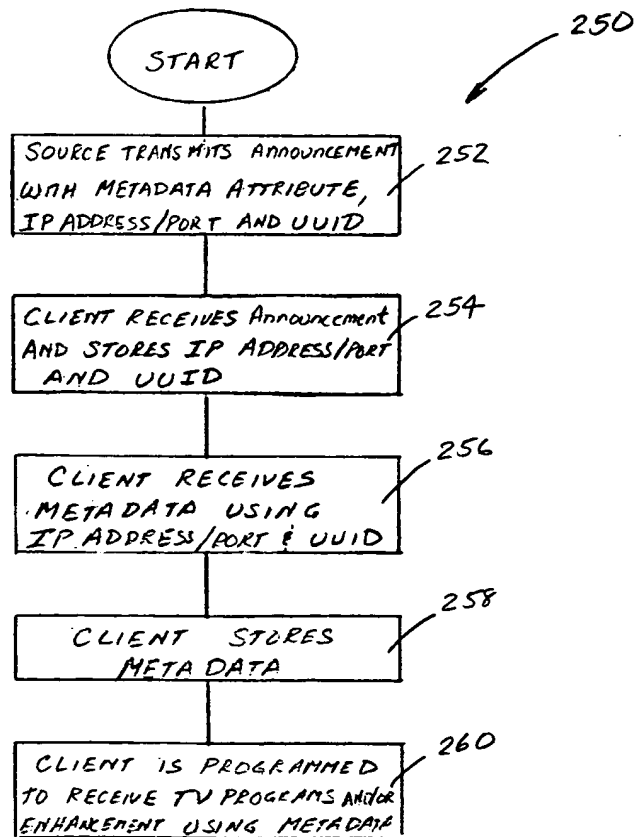 250
START
SOURCE TRANSMITS ANNOUNCEMENT
WITH METADATA ATTRIBUTE,
IP ADDRESS/PORT AND UUID
252
CLIENT RECEIVES Announcement
AND STORES IP ADDRESS/PORT
AND UUID
254
CLIENT RECEIVES
METADATA USING
IP ADDRESS/PORT & UUID
256
CLIENT STORES
METADATA
258
CLIENT IS PROGRAMMED
TO RECEIVE TV PROGRAMS AND/OR
ENHANCEMENT USING METADATA
260